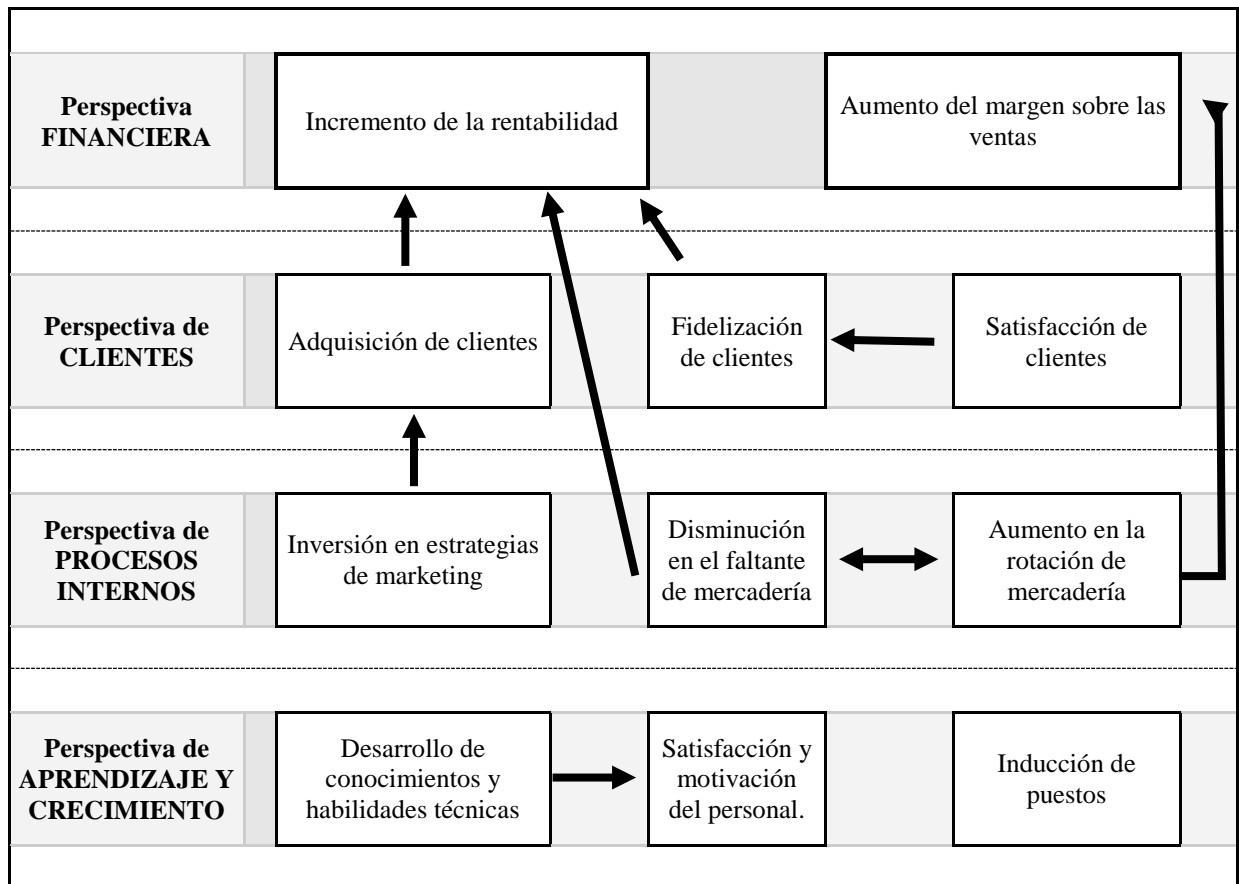 Perspectiva
FINANCIERA
Incremento de la rentabilidad
Aumento del margen sobre las
ventas
Perspectiva de
CLIENTES
Adquisición de clientes
Fidelización
de clientes
Satisfacción de
clientes
Perspectiva de
PROCESOS
INTERNOS
Inversión en estrategias
de marketing
Disminución
en el faltante
de mercadería
Aumento en la
rotación de
mercadería
Perspectiva de
APRENDIZAJE Y
CRECIMIENTO
Desarrollo de
conocimientos y
habilidades técnicas
Satisfacción y
motivación
del personal.
Inducción de
puestos